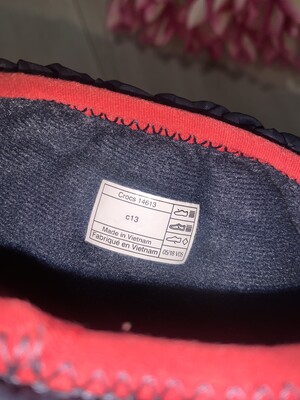 Crocs 14613
c13
Made in Vietnam
Fabriqué en Vietnam